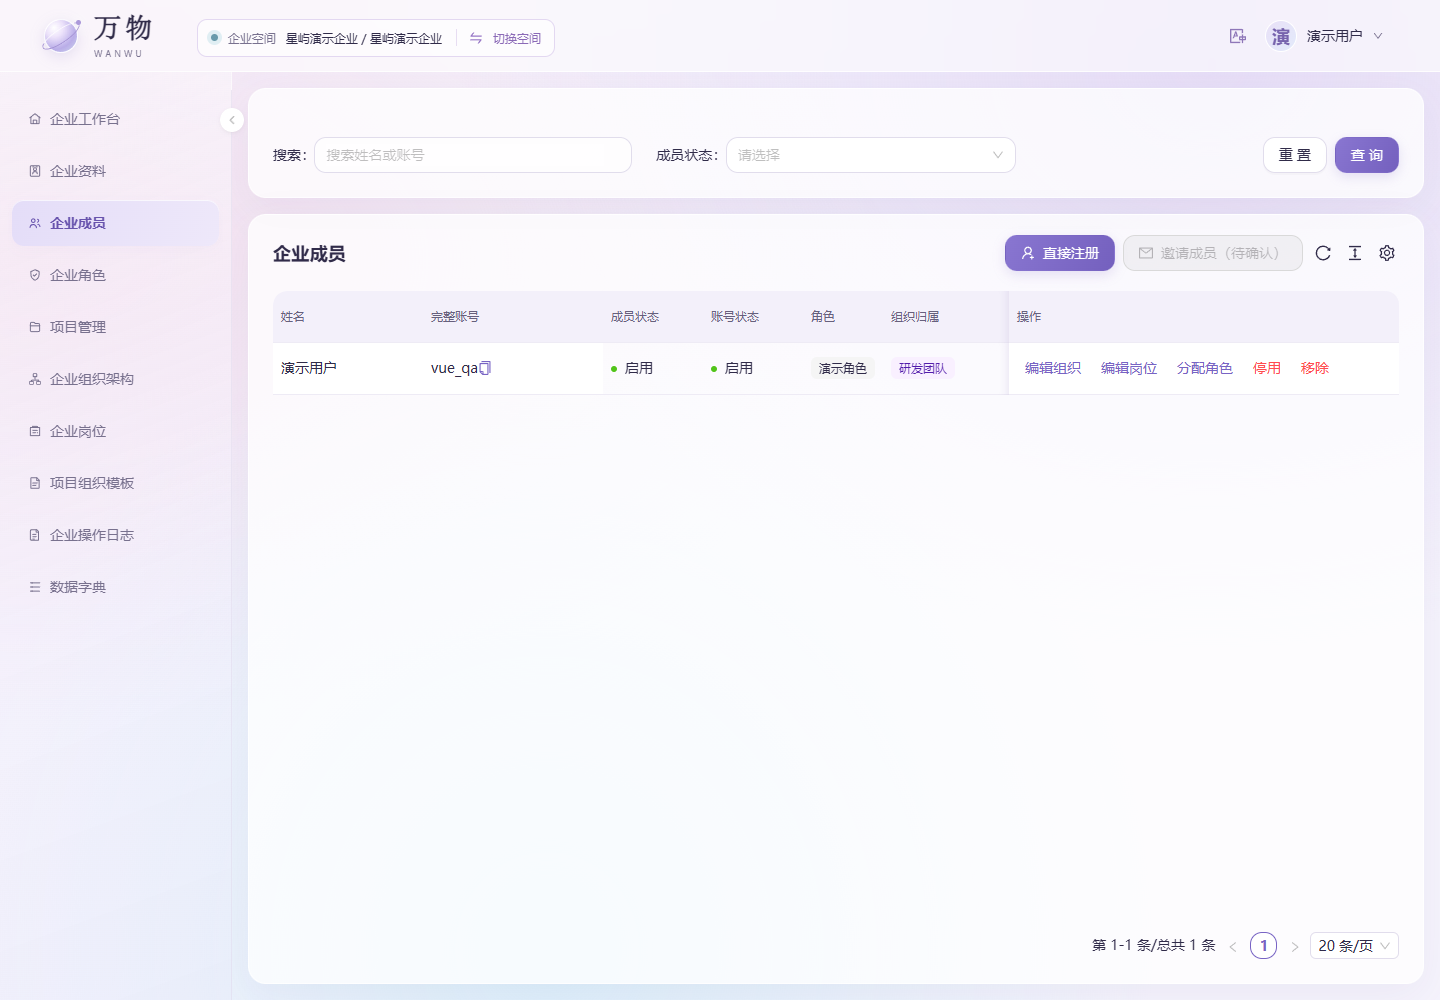 万物
WANWU
企业空间 星屿演示企业 / 星屿演示企业 切换空间
演 演示用户
企业工作台
企业资料
企业成员
企业角色
项目管理
企业组织架构
企业岗位
项目组织模板
企业操作日志
数据字典
搜索: 搜索姓名或账号 成员状态: 请选择 重 置 查 询
企业成员 直接注册 邀请成员（待确认）
姓名 完整账号 成员状态 账号状态 角色 组织归属 操作
演示用户 vue_qa 启用 启用 演示角色 研发团队 编辑组织 编辑岗位 分配角色 停用 移除
第 1-1 条/总共 1 条 1 20 条/页